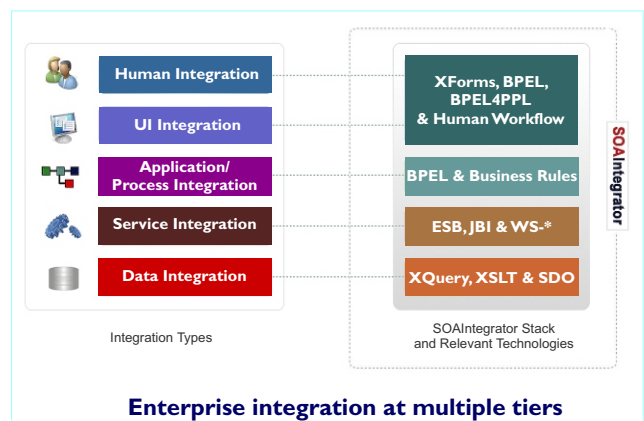 Human Integration
UI Integration
Application/
Process Integration
Service Integration
Data Integration
Integration Types
XForms, BPEL,
BPEL4PPL
& Human Workflow
BPEL & Business Rules
ESB, JBI & WS-*
XQuery, XSLT & SDO
SOAIntegrator Stack
and Relevant Technologies
SOAIntegrator
Enterprise integration at multiple tiers